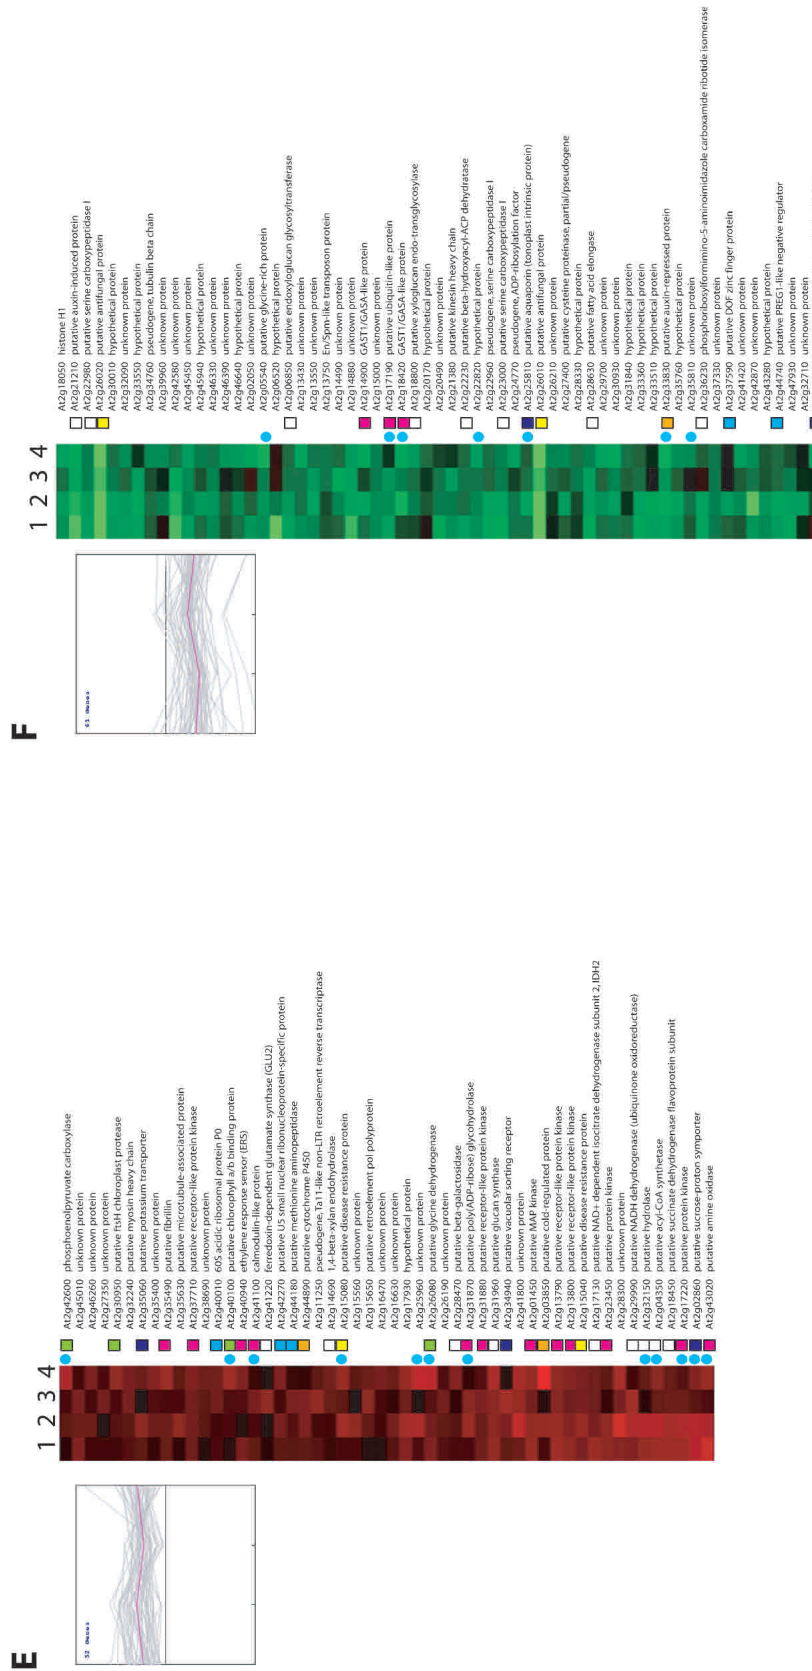 E
52 genes
1 2 3 4
At2g42600 phosphoenolpyruvate carboxylase
At2g45010 unknown protein
At2g46260 unknown protein
At2g27350 unknown protein
At2g30950 putative ftsH chloroplast protease
At2g32240 putative myosin heavy chain
At2g35060 putative potassium transporter
At2g35400 unknown protein
At2g35490 putative fibrillin
At2g35630 putative microtubule-associated protein
At2g37710 putative receptor-like protein kinase
At2g38690 unknown protein
At2g40010 60S acidic ribosomal protein P0
At2g40100 putative chlorophyll a/b binding protein
At2g40940 ethylene response sensor (ERS)
At2g41100 calmodulin-like protein
At2g41220 ferredoxin-dependent glutamate synthase (GLU2)
At2g42270 putative U5 small nuclear ribonucleoprotein-specific protein
At2g44180 putative methionine aminopeptidase
At2g44890 putative cytochrome P450
At2g11250 pseudogene, Ta11-like non-LTR retroelement reverse transcriptase
At2g14690 1,4-beta-xylan endohydrolase
At2g15080 putative disease resistance protein
At2g15560 unknown protein
At2g15650 putative retroelement pol polyprotein
At2g16470 unknown protein
At2g16630 unknown protein
At2g17930 hypothetical protein
At2g25960 unknown protein
At2g26080 putative glycine dehydrogenase
At2g26190 unknown protein
At2g28470 putative beta-galactosidase
At2g31870 putative poly(ADP-ribose) glycohydrolase
At2g31880 putative receptor-like protein kinase
At2g31960 putative glucan synthase
At2g34940 putative vacuolar sorting receptor
At2g41800 unknown protein
At2g01450 putative MAP kinase
At2g03850 putative cold-regulated protein
At2g13790 putative receptor-like protein kinase
At2g13800 putative receptor-like protein kinase
At2g15040 putative disease resistance protein
At2g17130 putative NAD+ dependent isocitrate dehydrogenase subunit 2, IDH2
At2g23450 putative protein kinase
At2g28300 unknown protein
At2g29990 putative NADH dehydrogenase (ubiquinone oxidoreductase)
At2g32150 putative hydrolase
At2g04350 putative acyl-CoA synthetase
At2g18450 putative succinate dehydrogenase flavoprotein subunit
At2g17220 putative protein kinase
At2g02860 putative sucrose-proton symporter
At2g43020 putative amine oxidase
F
61 genes
1 2 3 4
At2g18050 histone H1
At2g21210 putative auxin-induced protein
At2g22980 putative serine carboxypeptidase I
At2g26020 putative antifungal protein
At2g30010 hypothetical protein
At2g32090 unknown protein
At2g33550 hypothetical protein
At2g34760 pseudogene, tubulin beta chain
At2g39960 unknown protein
At2g42580 unknown protein
At2g45450 unknown protein
At2g45940 hypothetical protein
At2g46330 unknown protein
At2g46390 unknown protein
At2g46600 hypothetical protein
At2g02050 unknown protein
At2g05540 putative glycine-rich protein
At2g06520 hypothetical protein
At2g06850 putative endoxyloglucan glycosyltransferase
At2g13430 unknown protein
At2g13550 unknown protein
At2g13750 En/Spm-like transposon protein
At2g14490 unknown protein
At2g14880 unknown protein
At2g14900 GAST1/GASA-like protein
At2g15000 unknown protein
At2g17190 putative ubiquitin-like protein
At2g18420 GAST1/GASA-like protein
At2g18800 putative xyloglucan endo-transglycosylase
At2g20170 hypothetical protein
At2g20490 unknown protein
At2g21380 putative kinesin heavy chain
At2g22230 putative beta-hydroxyacyl-ACP dehydratase
At2g22820 hypothetical protein
At2g22960 pseudogene, serine carboxypeptidase I
At2g23000 putative serine carboxypeptidase I
At2g24770 pseudogene, ADP-ribosylation factor
At2g25810 putative aquaporin (tonoplast intrinsic protein)
At2g26010 putative antifungal protein
At2g26210 unknown protein
At2g27400 putative cysteine proteinase, partial/pseudogene
At2g28330 hypothetical protein
At2g28630 putative fatty acid elongase
At2g29070 unknown protein
At2g30930 unknown protein
At2g31840 hypothetical protein
At2g33360 hypothetical protein
At2g33510 hypothetical protein
At2g33830 putative auxin-repressed protein
At2g35760 hypothetical protein
At2g35810 unknown protein
At2g36230 phosphoribosylformimino-5-aminoimidazole carboxamide ribotide isomerase
At2g37330 unknown protein
At2g37590 putative DOF zinc finger protein
At2g41420 unknown protein
At2g42870 unknown protein
At2g43280 hypothetical protein
At2g44740 putative PREG1-like negative regulator
At2g47930 unknown protein
At2g32710 unknown protein